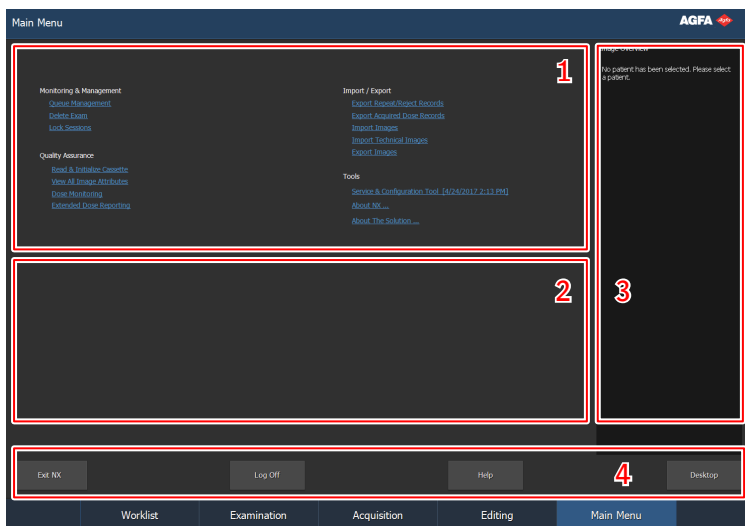 Main Menu
AGFA
1
Monitoring & Management
Queue Management
Delete Exam
Lock Sessions
Quality Assurance
Read & Initialize Cassette
View All Image Attributes
Dose Monitoring
Extended Dose Reporting
Import / Export
Export Repeat/Reject Records
Export Acquired Dose Records
Import Images
Import Technical Images
Export Images
Tools
Service & Configuration Tool [4/24/2017 2:13 PM]
About NX ...
About The Solution ...
Image Overview
No patient has been selected. Please select
a patient.
2
3
Exit NX
Log Off
Help
4
Desktop
Worklist
Examination
Acquisition
Editing
Main Menu